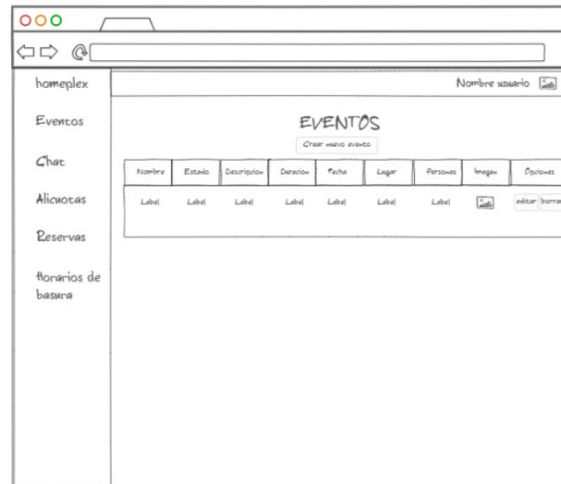 homeplex
Nombre usuario
Eventos
EVENTOS
Crear nuevo evento
Chat
Nombre Estado Descripcion Duracion Fecha Lugar Personas Imagen Opciones
Alicuotas
Label Label Label Label Label Label Label editar borrar
Reservas
Horarios de
basura